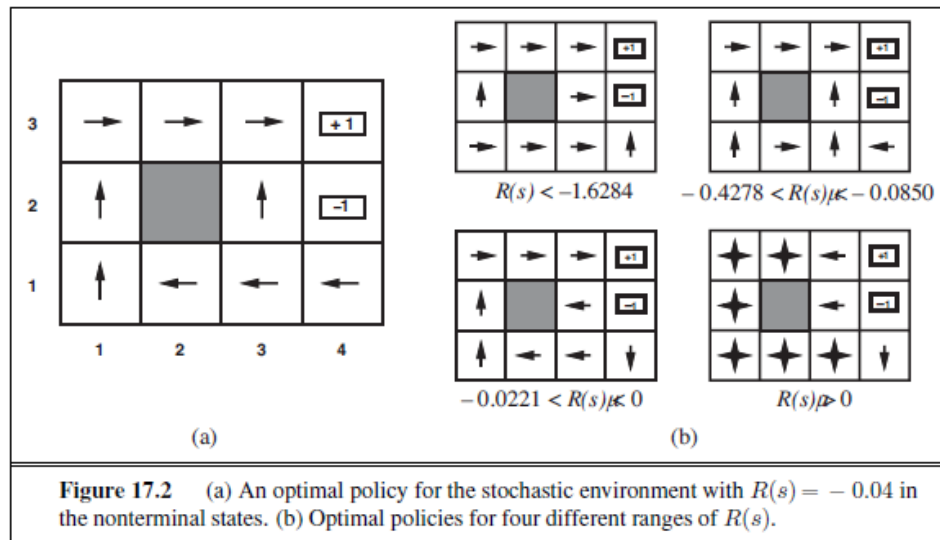 3
2
1
+ 1
–1
1 2 3 4
(a)
+1
–1
R(s) < –1.6284
+1
–1
– 0.4278 < R(s) < – 0.0850
+1
–1
– 0.0221 < R(s) < 0
+1
–1
R(s) > 0
(b)
Figure 17.2 (a) An optimal policy for the stochastic environment with R(s) = – 0.04 in
the nonterminal states. (b) Optimal policies for four different ranges of R(s).